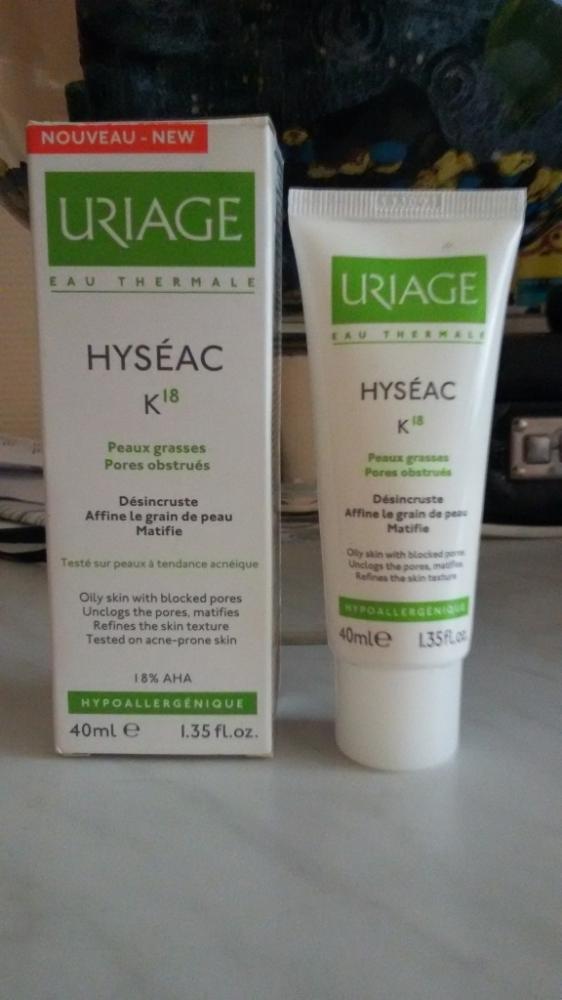 NOUVEAU - NEW
URIAGE
EAU THERMALE
HYSÉAC
K18
Peaux grasses
Pores obstrués
Désincruste
Affine le grain de peau
Matifie
Testé sur peaux à tendance acnéique
Oily skin with blocked pores
Unclogs the pores, matifies
Refines the skin texture
Tested on acne-prone skin
18% AHA
HYPOALLERGÉNIQUE
40ml e 1.35 fl.oz.
URIAGE
EAU THERMALE
HYSÉAC
K18
Peaux grasses
Pores obstrués
Désincruste
Affine le grain de peau
Matifie
Oily skin with blocked pores
Unclogs the pores, matifies
Refines the skin texture
HYPOALLERGÉNIQUE
40ml e 1.35 fl.oz.